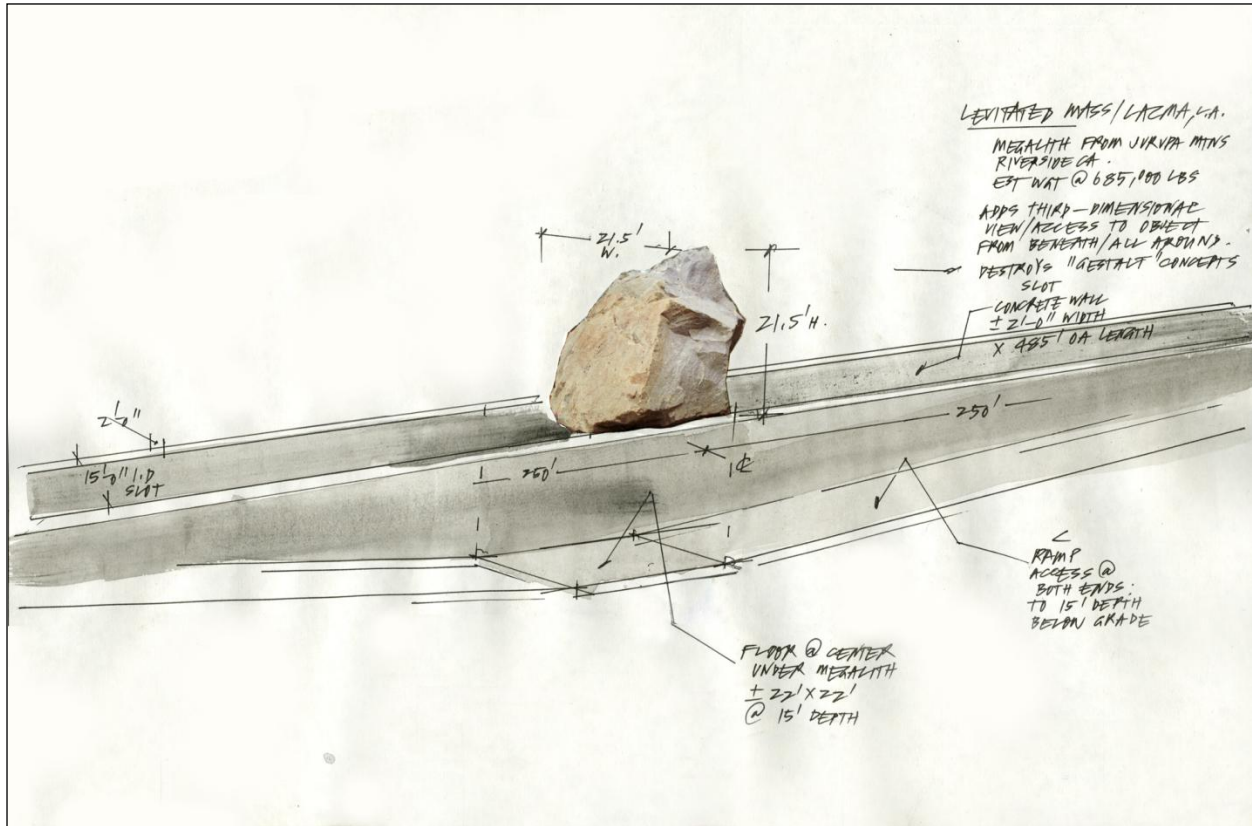 LEVITATED MASS/LACMA, L.A.
MEGALITH FROM JURUPA MTNS
RIVERSIDE CA.
EST WGT @ 685,000 LBS
ADDS THIRD-DIMENSIONAL
VIEW/ACCESS TO OBJECT
FROM BENEATH/ALL AROUND.
DESTROYS "GESTALT" CONCEPTS
SLOT
CONCRETE WALL
± 2'-0" WIDTH
× 485' OA LENGTH
21.5'
W.
21.5' H.
2'-0"
15'-0" I.D
SLOT
250'
250'
℄
RAMP
ACCESS @
BOTH ENDS.
TO 15' DEPTH
BELOW GRADE
FLOOR @ CENTER
UNDER MEGALITH
± 22' × 22'
@ 15' DEPTH